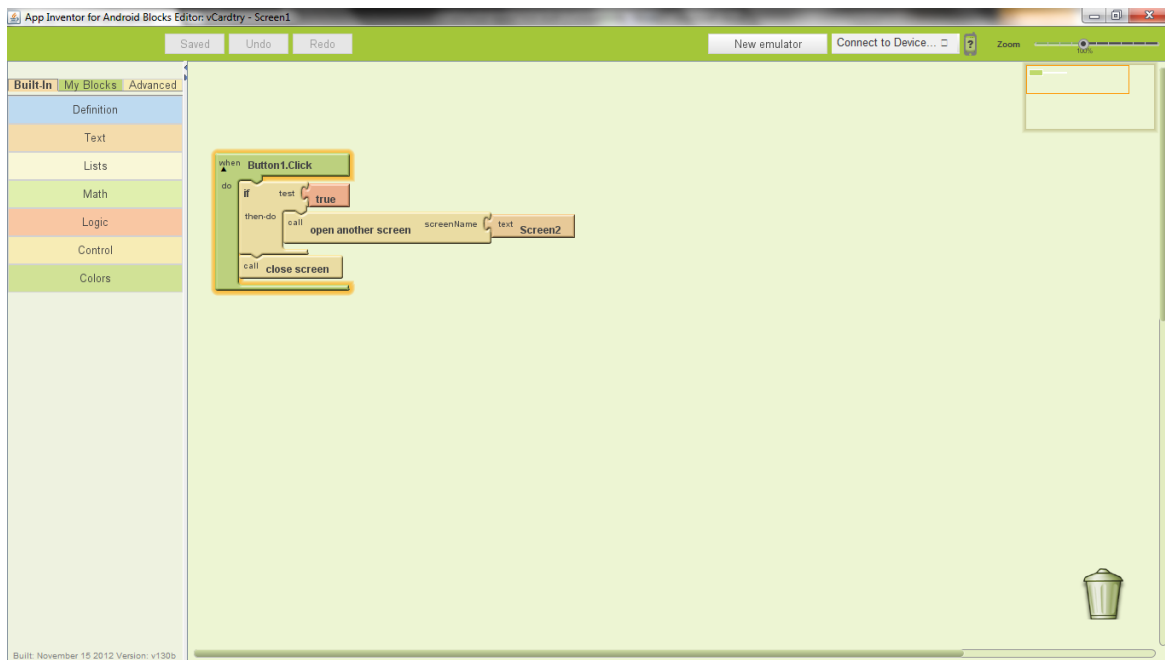 App Inventor for Android Blocks Editor: vCardtry - Screen1
Saved Undo Redo New emulator Connect to Device... ? Zoom
100%
Built-In My Blocks Advanced
Definition
Text
Lists
Math
Logic
Control
Colors
when Button1.Click
do
if test true
then-do call open another screen screenName text Screen2
call close screen
Built: November 15 2012 Version: v130b